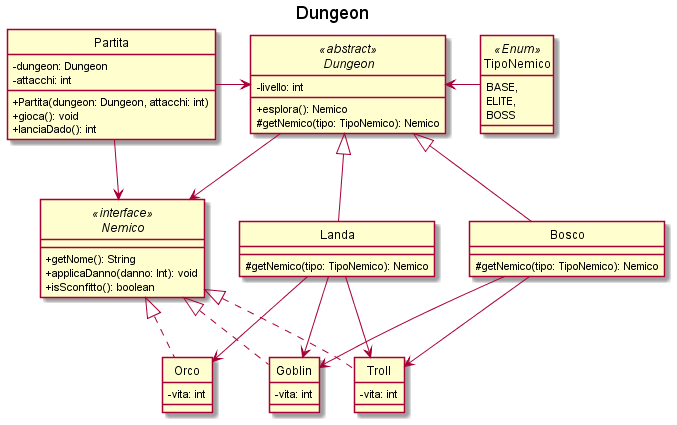 Dungeon
Partita
-dungeon: Dungeon
-attacchi: int
+Partita(dungeon: Dungeon, attacchi: int)
+gioca(): void
+lanciaDado(): int
«abstract»
Dungeon
-livello: int
+esplora(): Nemico
#getNemico(tipo: TipoNemico): Nemico
«Enum»
TipoNemico
BASE,
ELITE,
BOSS
«interface»
Nemico
+getNome(): String
+applicaDanno(danno: Int): void
+isSconfitto(): boolean
Landa
#getNemico(tipo: TipoNemico): Nemico
Bosco
#getNemico(tipo: TipoNemico): Nemico
Orco
-vita: int
Goblin
-vita: int
Troll
-vita: int